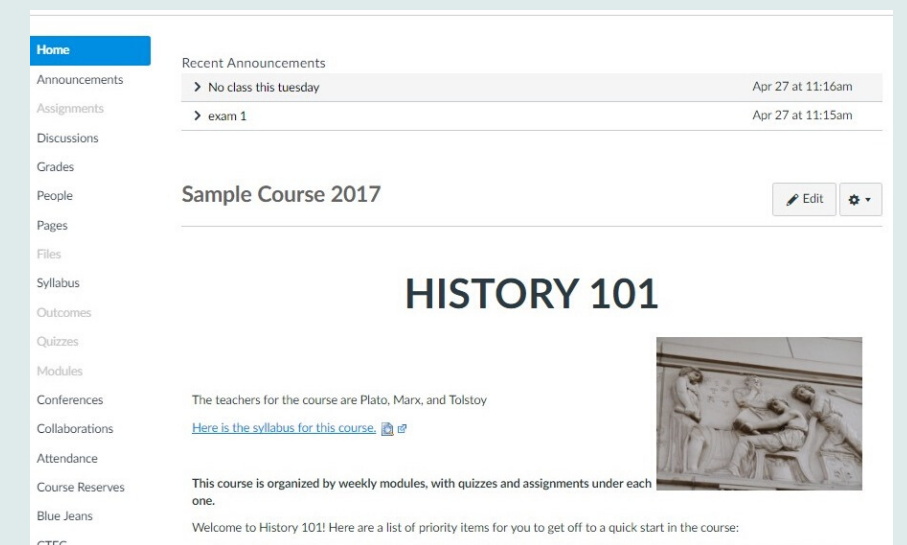 Home
Announcements
Assignments
Discussions
Grades
People
Pages
Files
Syllabus
Outcomes
Quizzes
Modules
Conferences
Collaborations
Attendance
Course Reserves
Blue Jeans
CTEC
Recent Announcements
No class this tuesday Apr 27 at 11:16am
exam 1 Apr 27 at 11:15am
Sample Course 2017
Edit
HISTORY 101
The teachers for the course are Plato, Marx, and Tolstoy
Here is the syllabus for this course.
This course is organized by weekly modules, with quizzes and assignments under each
one.
Welcome to History 101! Here are a list of priority items for you to get off to a quick start in the course: